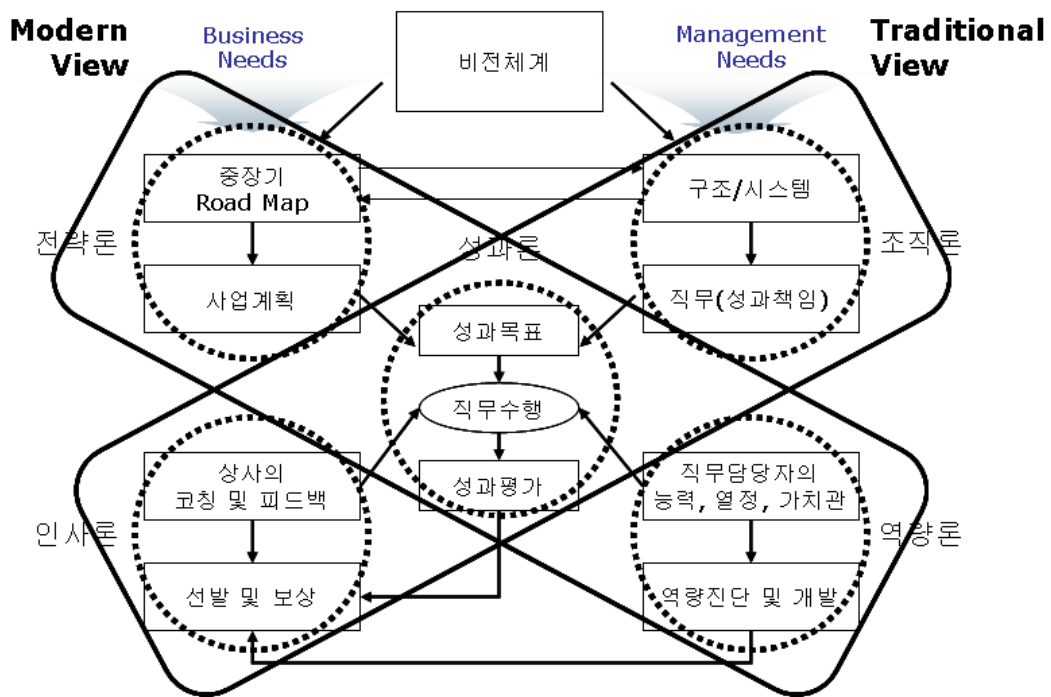 Modern
View
Business
Needs
비전체계
Management
Needs
Traditional
View
중장기
Road Map
구조/시스템
전략론
성과론
조직론
사업계획
직무(성과책임)
성과목표
직무수행
상사의
코칭 및 피드백
성과평가
직무담당자의
능력, 열정, 가치관
인사론
역량론
선발 및 보상
역량진단 및 개발